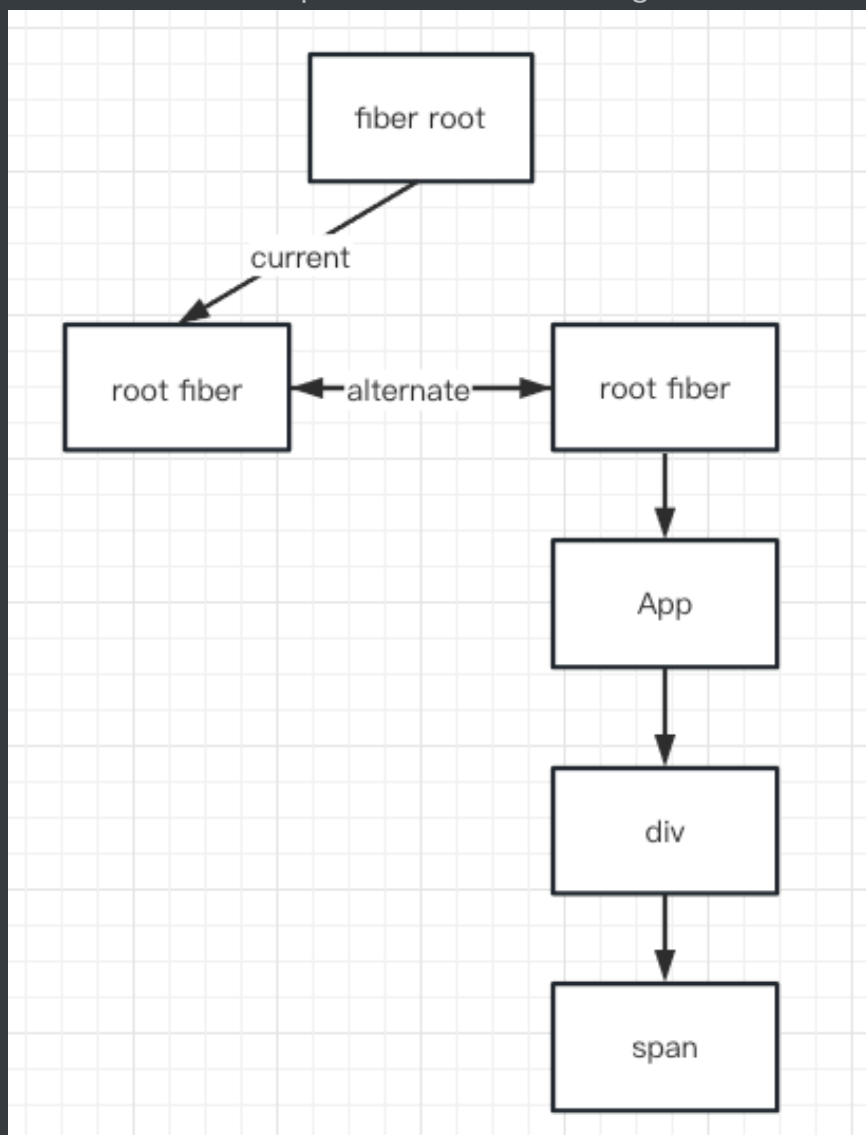 fiber root
current
root fiber
alternate
root fiber
App
div
span